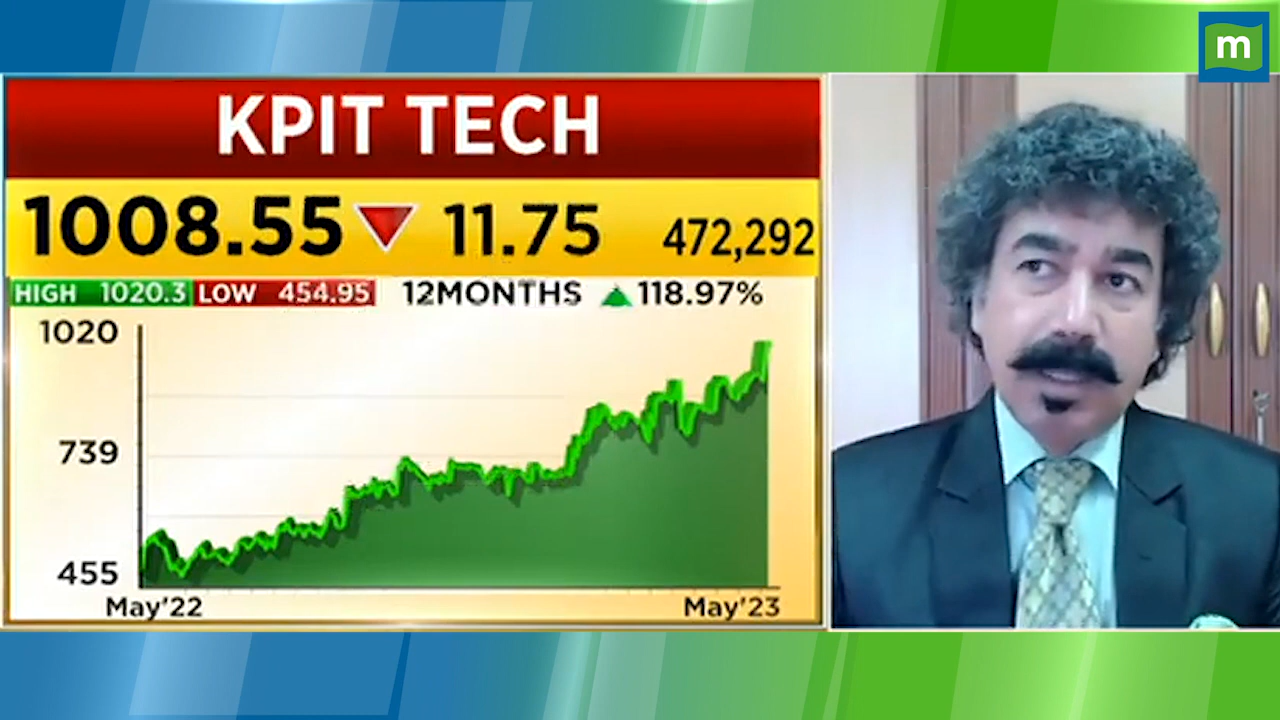 m
KPIT TECH
1008.55 ▼ 11.75 472,292
HIGH 1020.3 LOW 454.95 12MONTHS ▲ 118.97%
1020
739
455
May'22 May'23